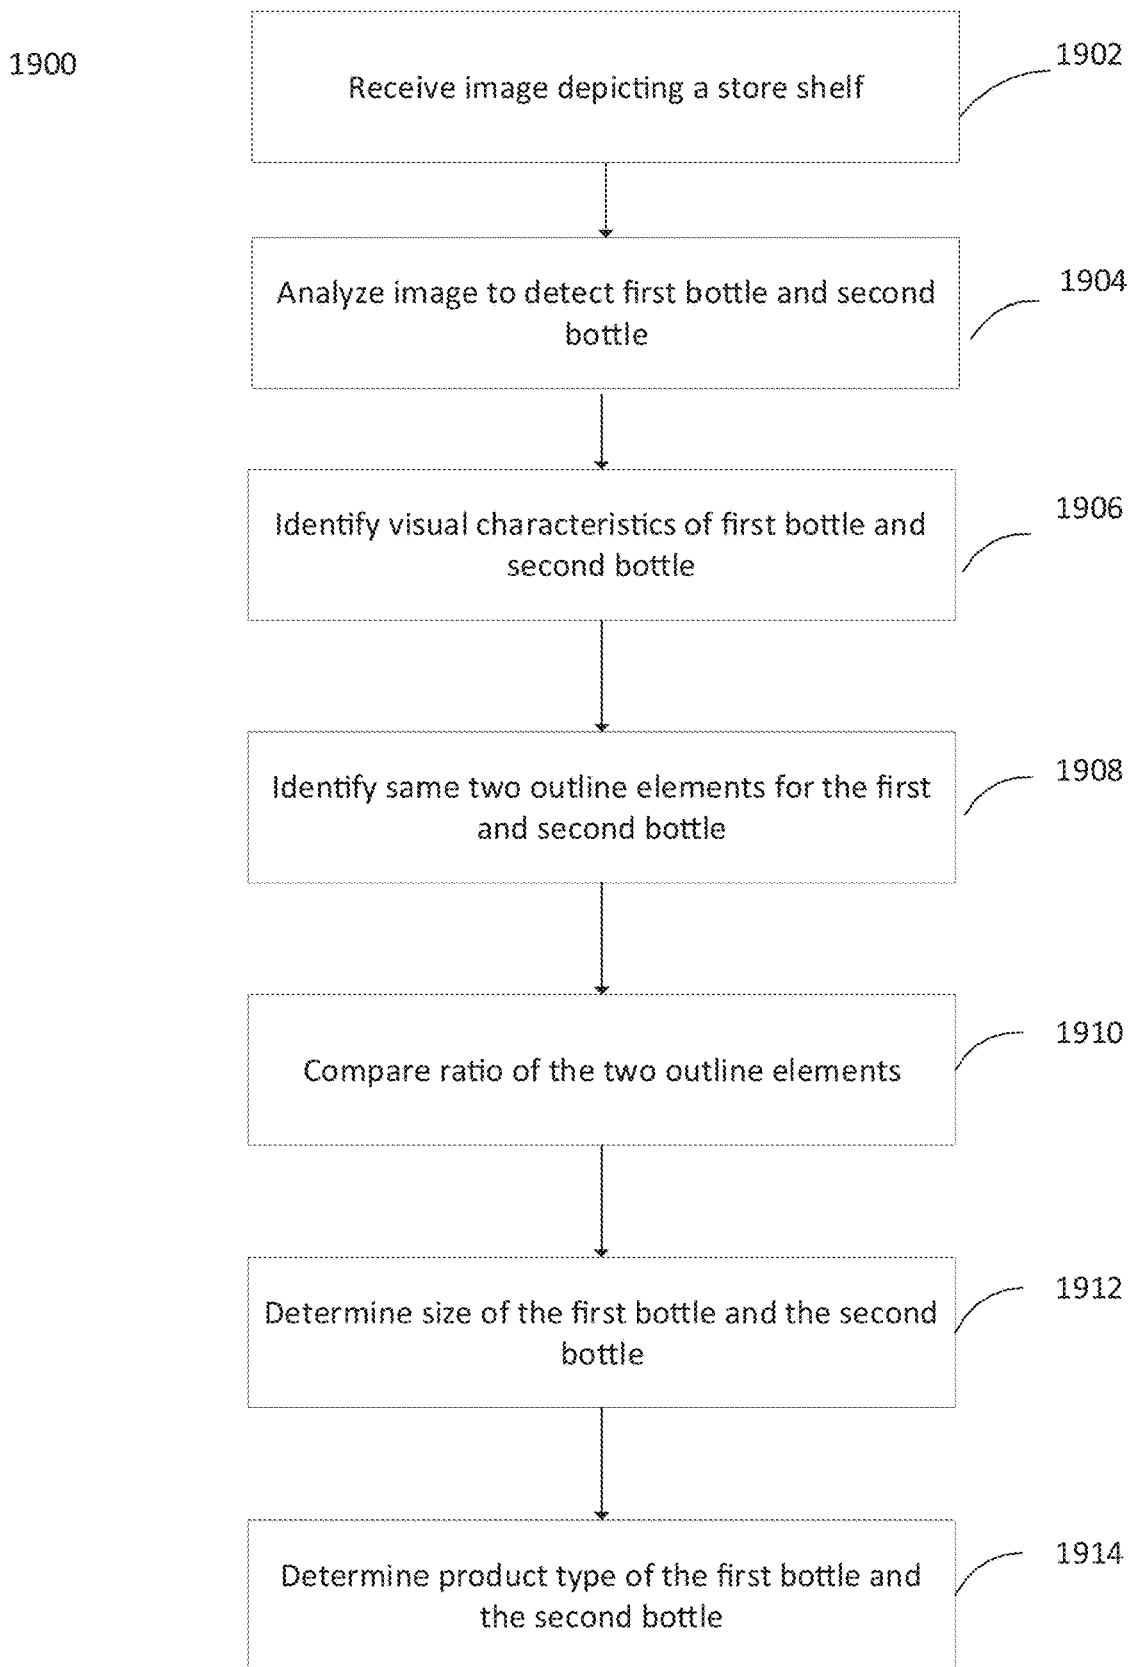 1900
Receive image depicting a store shelf
1902
Analyze image to detect first bottle and second
bottle
1904
Identify visual characteristics of first bottle and
second bottle
1906
Identify same two outline elements for the first
and second bottle
1908
Compare ratio of the two outline elements
1910
Determine size of the first bottle and the second
bottle
1912
Determine product type of the first bottle and
the second bottle
1914